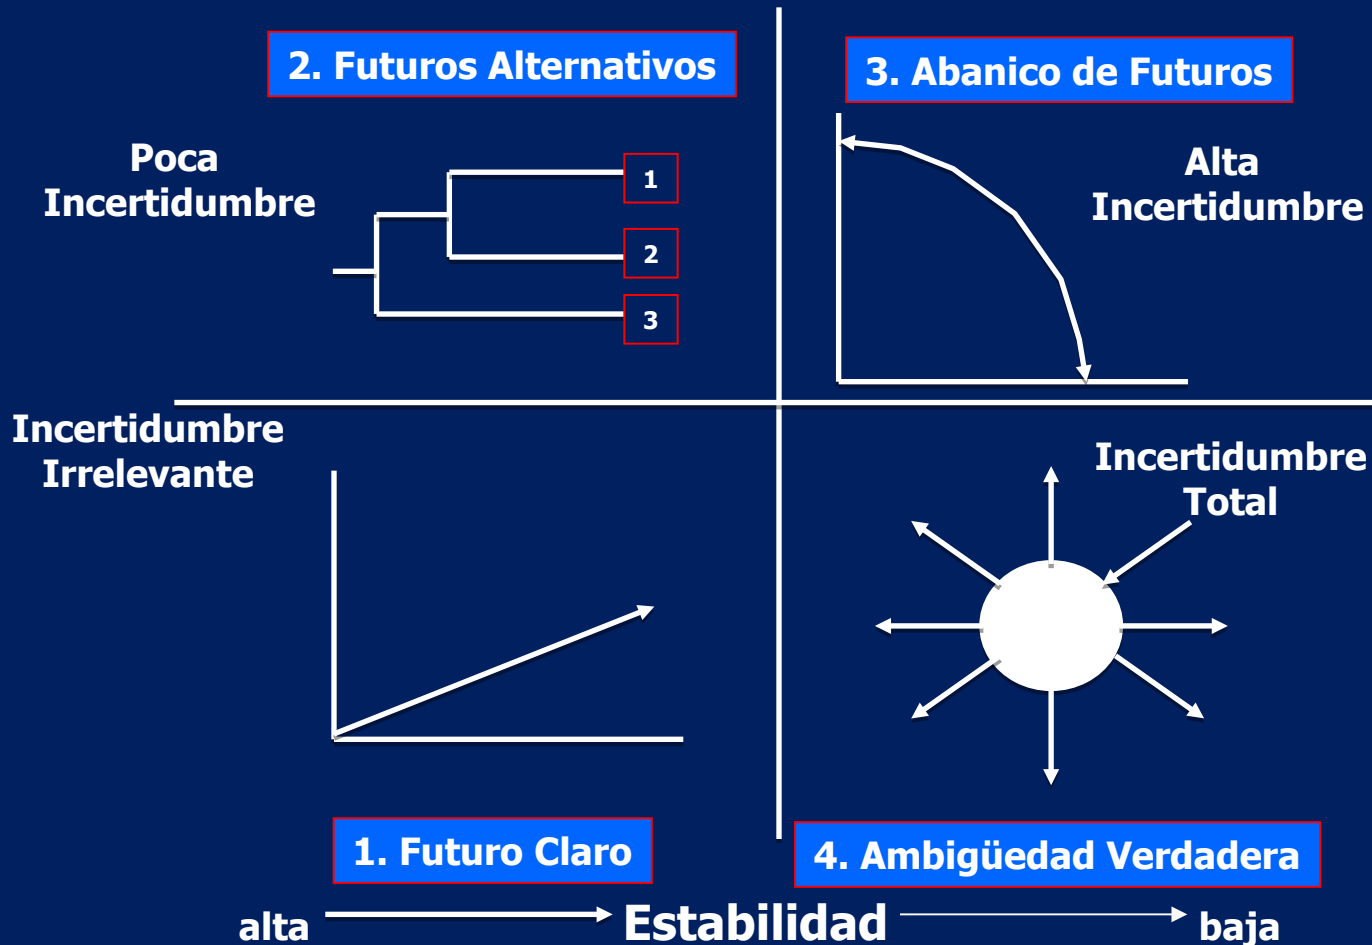 2. Futuros Alternativos
3. Abanico de Futuros
Poca
Incertidumbre
1
2
3
Alta
Incertidumbre
Incertidumbre
Irrelevante
Incertidumbre
Total
1. Futuro Claro
4. Ambigüedad Verdadera
alta
Estabilidad
baja